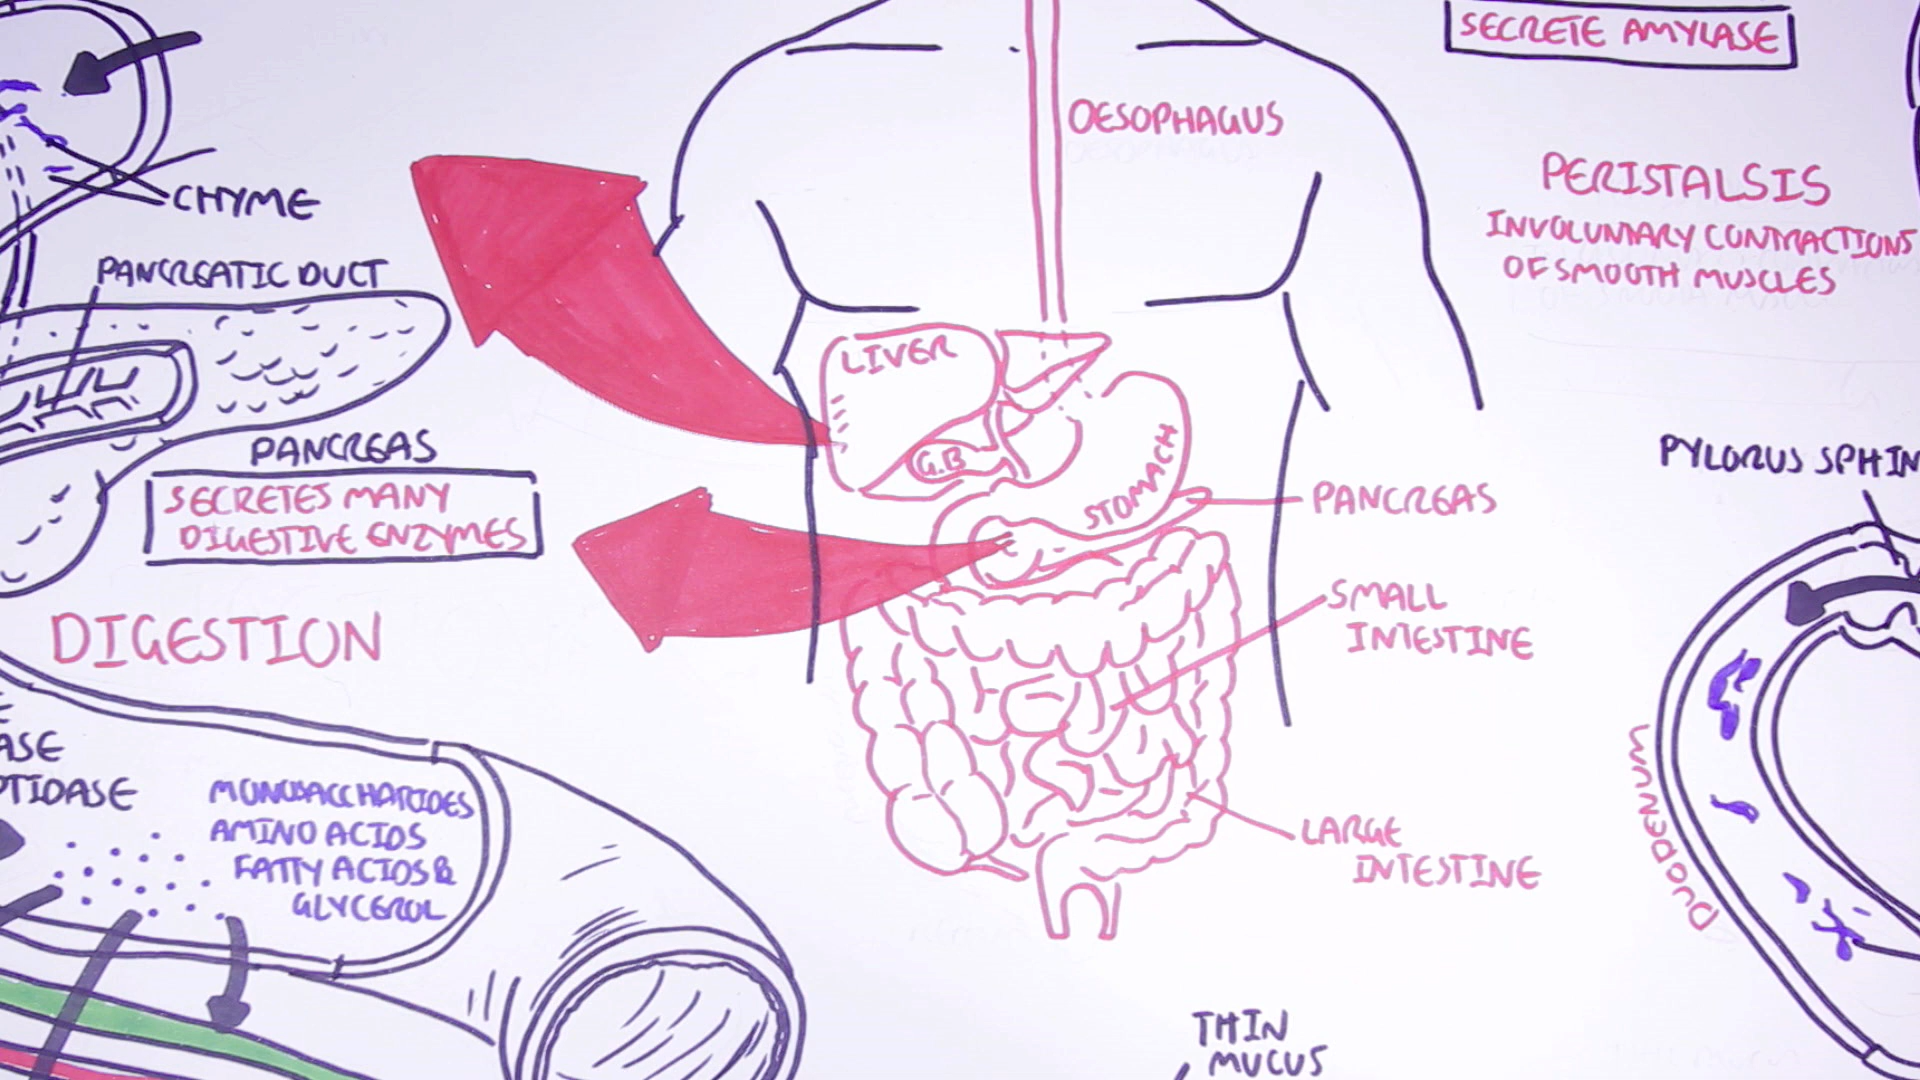 SECRETE AMYLASE
OESOPHAGUS
PERISTALSIS
INVOLUNTARY CONTRACTIONS
OF SMOOTH MUSCLES
CHYME
PANCREATIC DUCT
LIVER
G.B
STOMACH
PANCREAS
PYLORUS SPHIN
PANCREAS
SECRETES MANY
DIGESTIVE ENZYMES
SMALL
INTESTINE
DIGESTION
DUODENUM
ASE
PTIDASE
MONOSACCHARIDES
AMINO ACIDS
FATTY ACIDS &
GLYCEROL
LARGE
INTESTINE
THIN
MUCUS